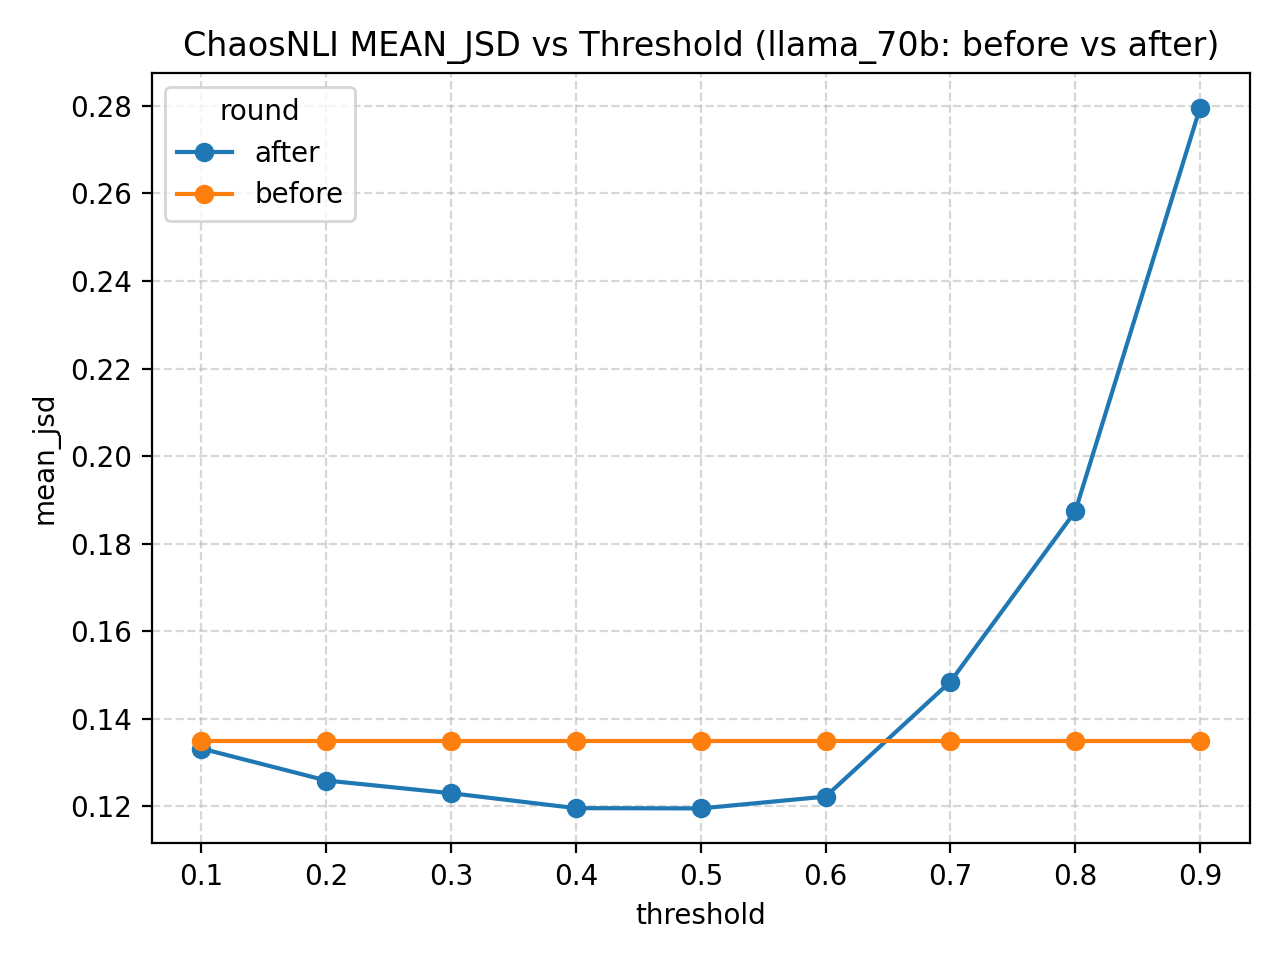 ChaosNLI MEAN_JSD vs Threshold (llama_70b: before vs after)
round
after
before
0.28
0.26
0.24
0.22
0.20
0.18
0.16
0.14
0.12
mean_jsd
0.1 0.2 0.3 0.4 0.5 0.6 0.7 0.8 0.9
threshold